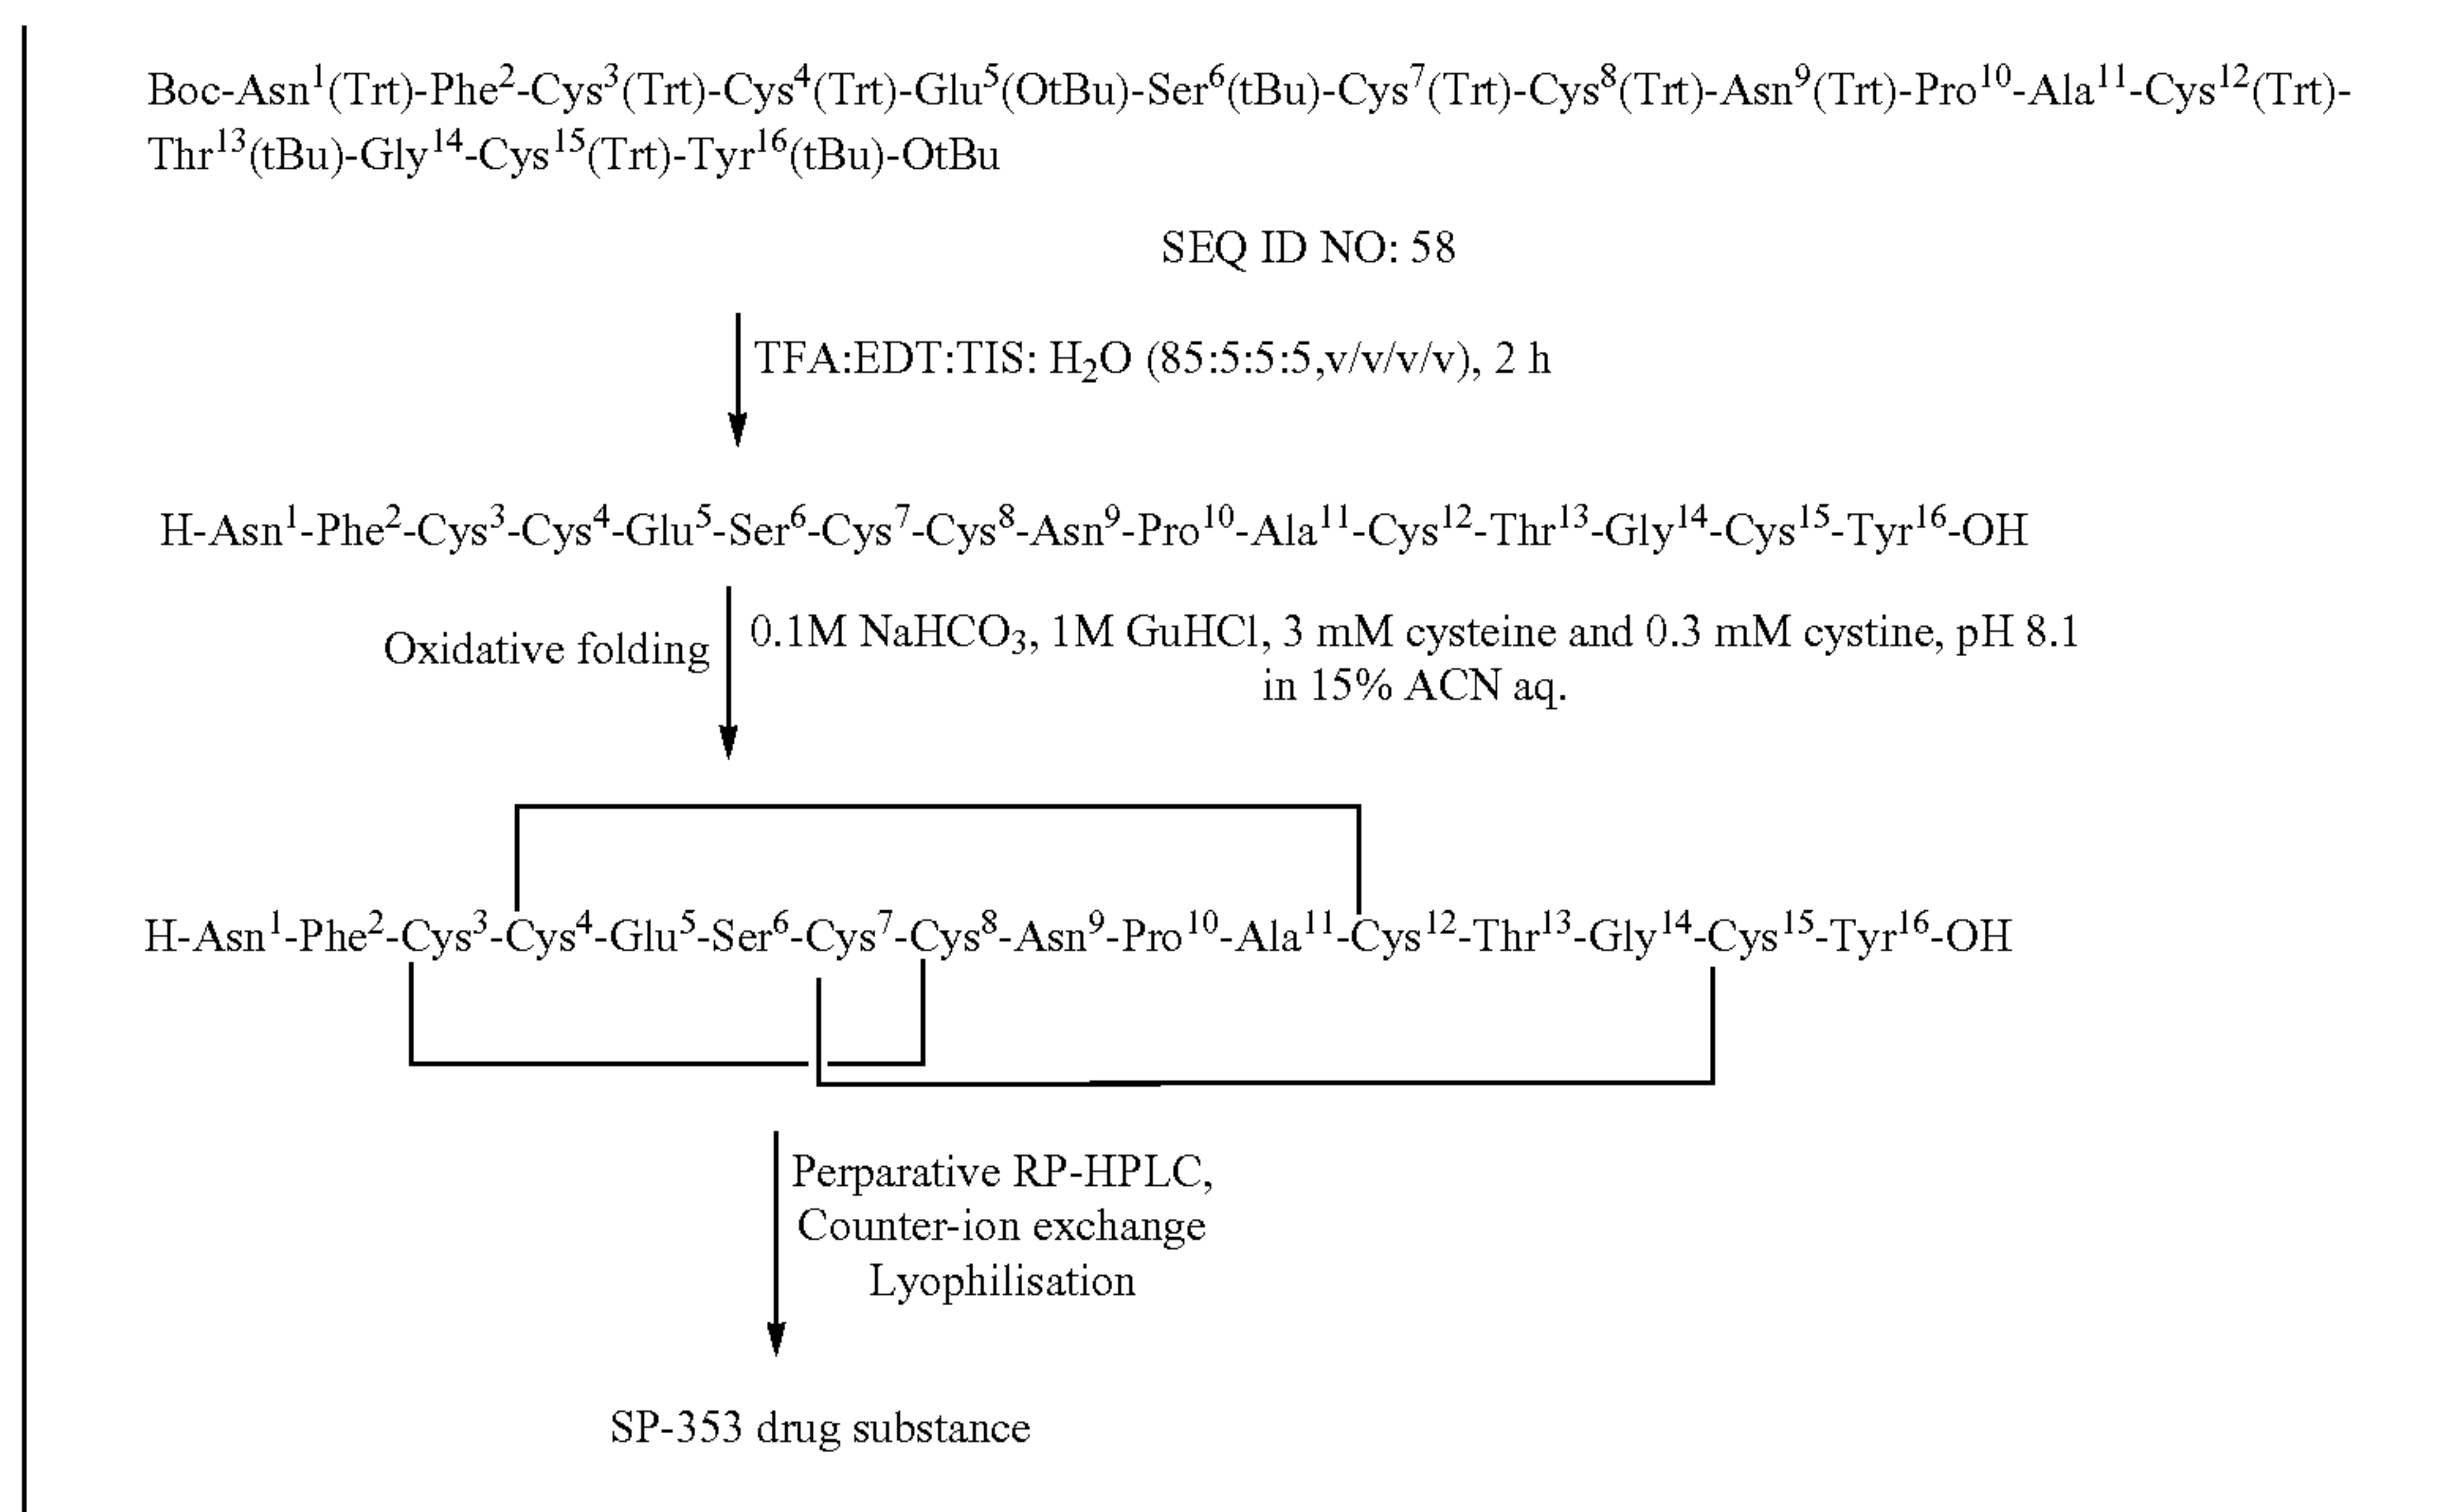 Boc-Asn¹(Trt)-Phe²-Cys³(Trt)-Cys⁴(Trt)-Glu⁵(OtBu)-Ser⁶(tBu)-Cys⁷(Trt)-Cys⁸(Trt)-Asn⁹(Trt)-Pro¹⁰-Ala¹¹-Cys¹²(Trt)-
Thr¹³(tBu)-Gly¹⁴-Cys¹⁵(Trt)-Tyr¹⁶(tBu)-OtBu
SEQ ID NO: 58
TFA:EDT:TIS: H₂O (85:5:5:5,v/v/v/v), 2 h
H-Asn¹-Phe²-Cys³-Cys⁴-Glu⁵-Ser⁶-Cys⁷-Cys⁸-Asn⁹-Pro¹⁰-Ala¹¹-Cys¹²-Thr¹³-Gly¹⁴-Cys¹⁵-Tyr¹⁶-OH
Oxidative folding
0.1M NaHCO₃, 1M GuHCl, 3 mM cysteine and 0.3 mM cystine, pH 8.1
in 15% ACN aq.
H-Asn¹-Phe²-Cys³-Cys⁴-Glu⁵-Ser⁶-Cys⁷-Cys⁸-Asn⁹-Pro¹⁰-Ala¹¹-Cys¹²-Thr¹³-Gly¹⁴-Cys¹⁵-Tyr¹⁶-OH
Perparative RP-HPLC,
Counter-ion exchange
Lyophilisation
SP-353 drug substance